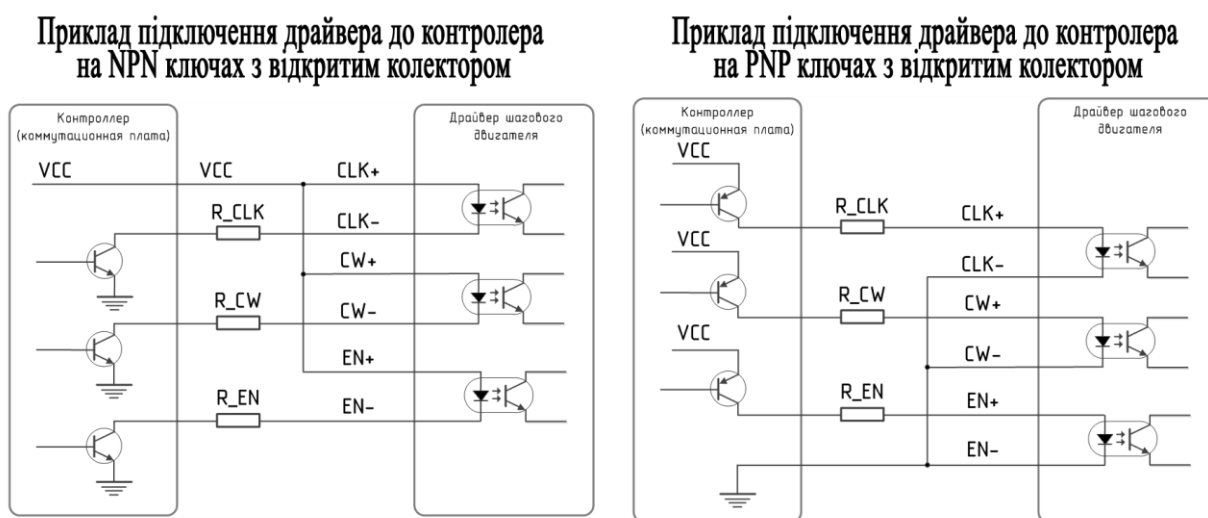 Приклад підключення драйвера до контролера
на NPN ключах з відкритим колектором
Контроллер
(коммутационная плата)
Драйвер шагового
двигателя
VCC
VCC
CLK+
R_CLK
CLK-
CW+
R_CW
CW-
EN+
R_EN
EN-
Приклад підключення драйвера до контролера
на PNP ключах з відкритим колектором
Контроллер
(коммутационная плата)
Драйвер шагового
двигателя
VCC
R_CLK
CLK+
VCC
CLK-
R_CW
CW+
VCC
CW-
R_EN
EN+
EN-